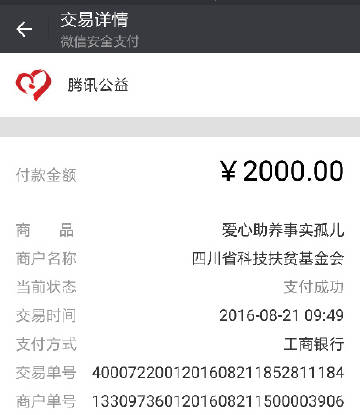 交易详情
微信安全支付
腾讯公益
付款金额 ￥2000.00
商品 爱心助养事实孤儿
商户名称 四川省科技扶贫基金会
当前状态 支付成功
交易时间 2016-08-21 09:49
支付方式 工商银行
交易单号 4000722001201608211852811184
商户单号 1330973601201608211500003906